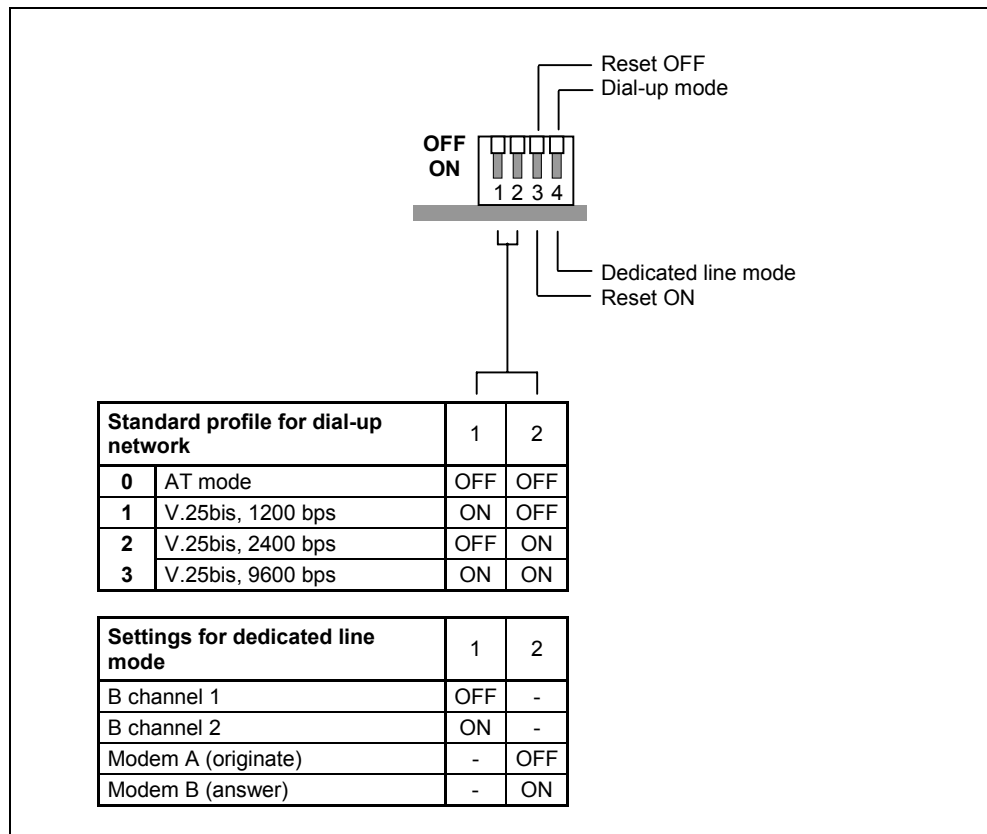 Reset OFF
Dial-up mode
OFF
ON
1 2 3 4
Dedicated line mode
Reset ON
Standard profile for dial-up network 1 2
0 AT mode OFF OFF
1 V.25bis, 1200 bps ON OFF
2 V.25bis, 2400 bps OFF ON
3 V.25bis, 9600 bps ON ON
Settings for dedicated line mode 1 2
B channel 1 OFF -
B channel 2 ON -
Modem A (originate) - OFF
Modem B (answer) - ON